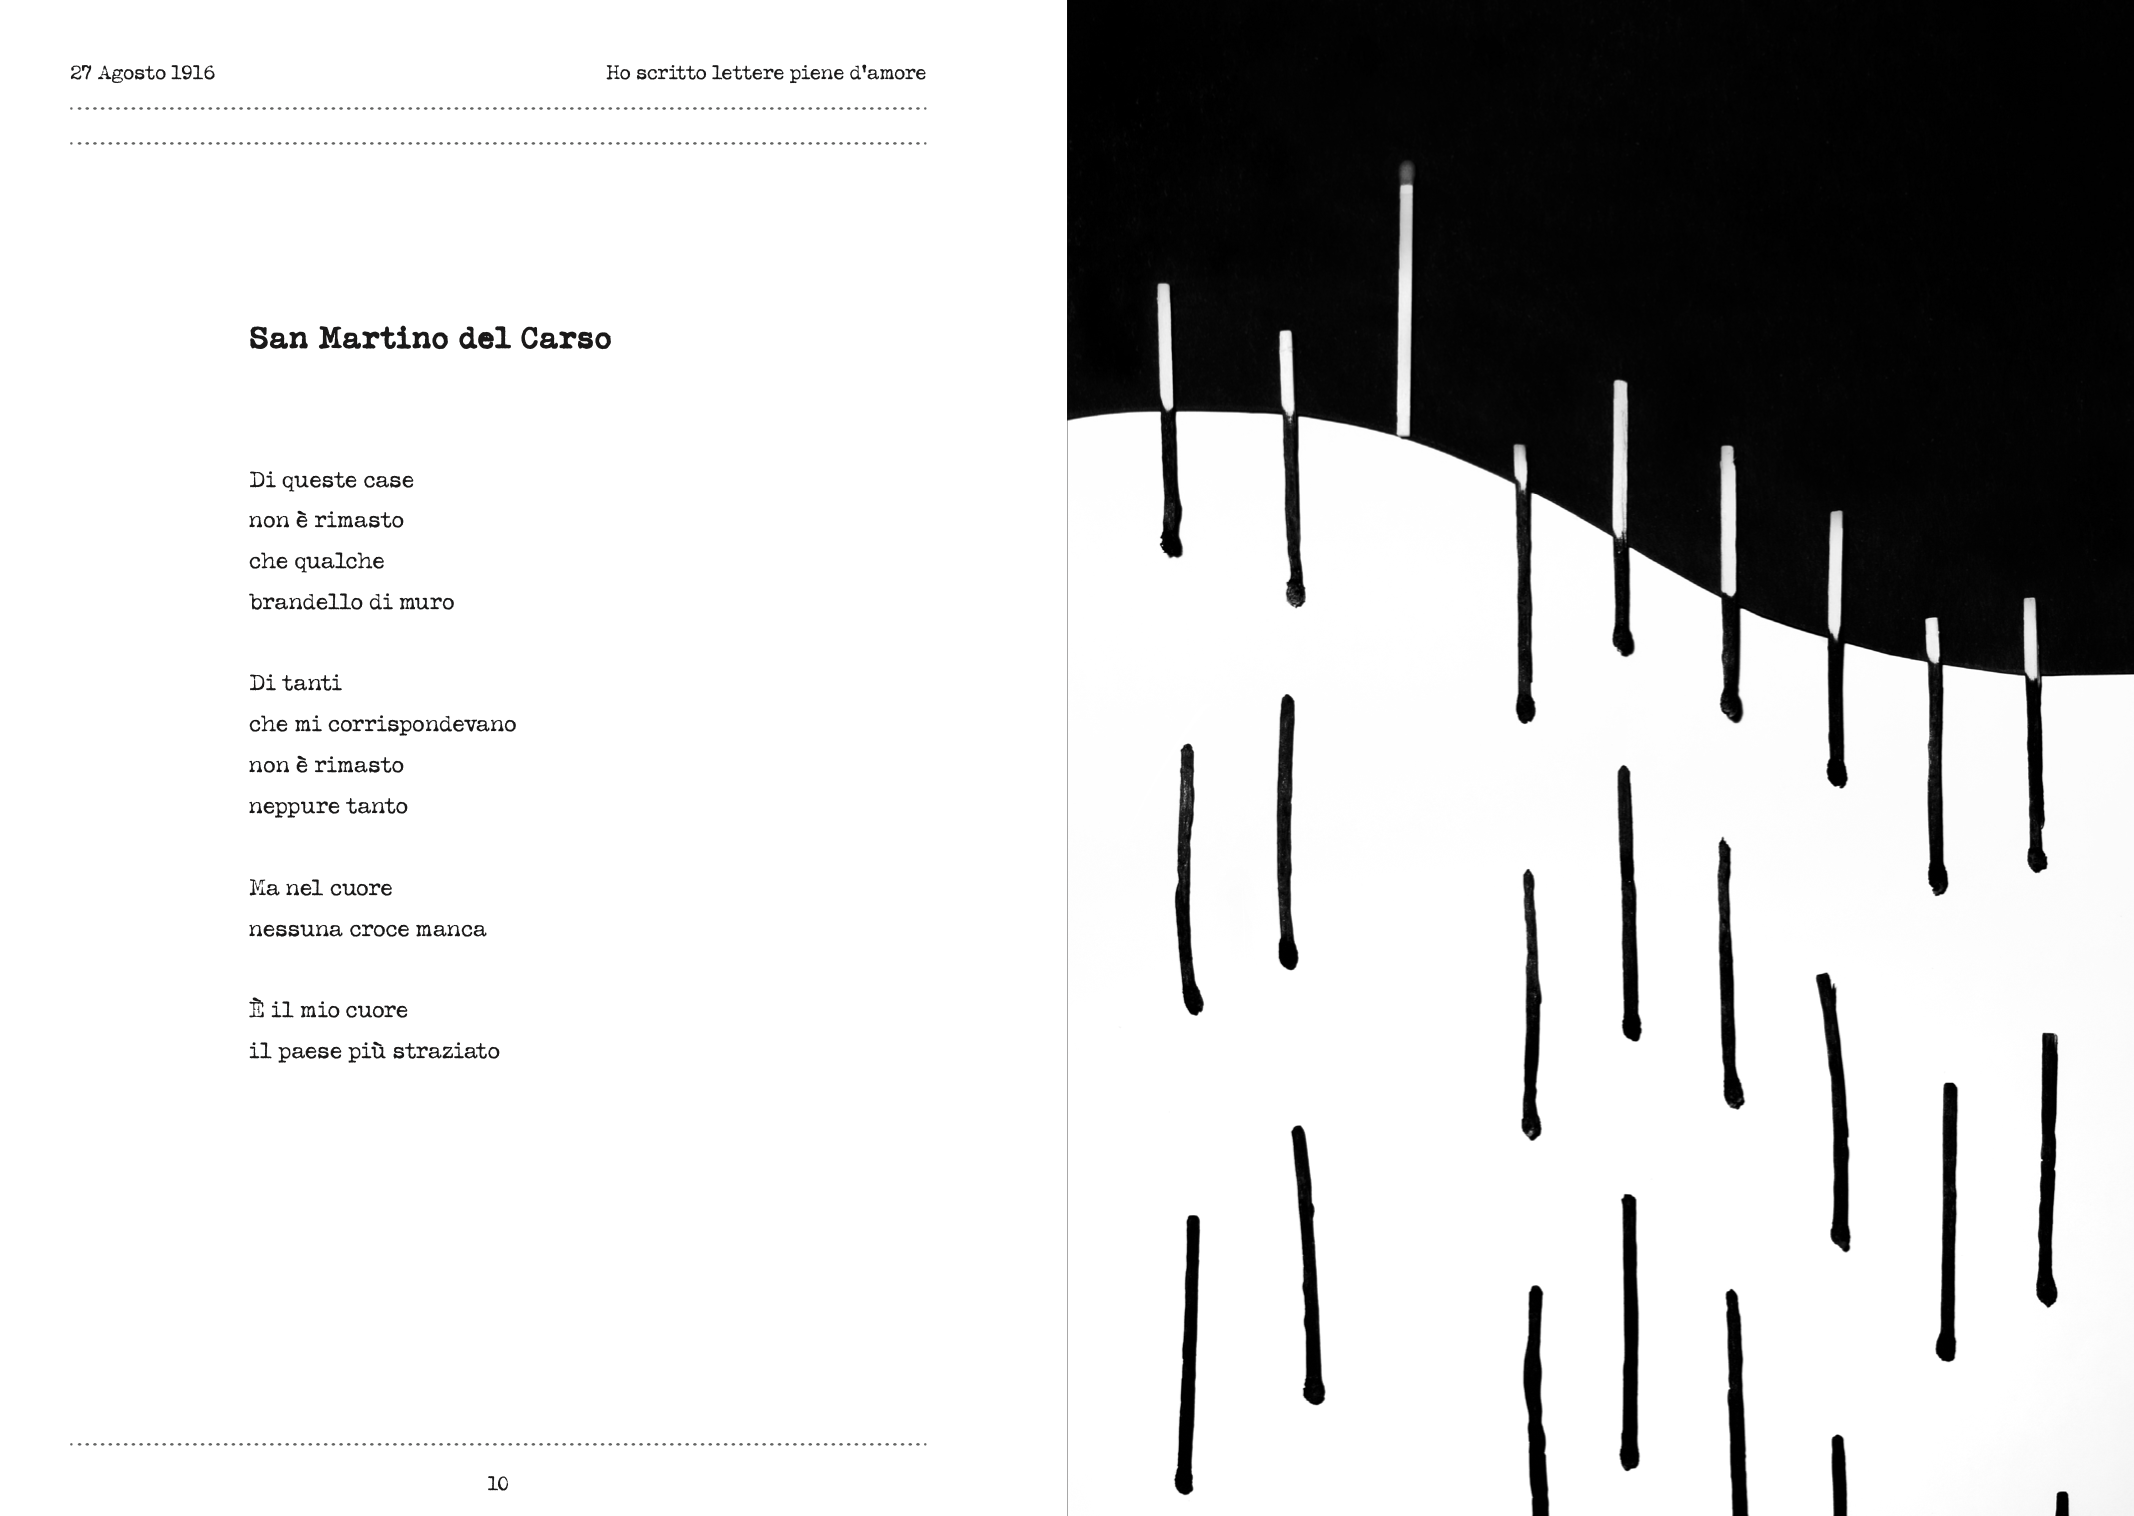 27 Agosto 1916
Ho scritto lettere piene d'amore
San Martino del Carso
Di queste case
non è rimasto
che qualche
brandello di muro
Di tanti
che mi corrispondevano
non è rimasto
neppure tanto
Ma nel cuore
nessuna croce manca
È il mio cuore
il paese più straziato
10